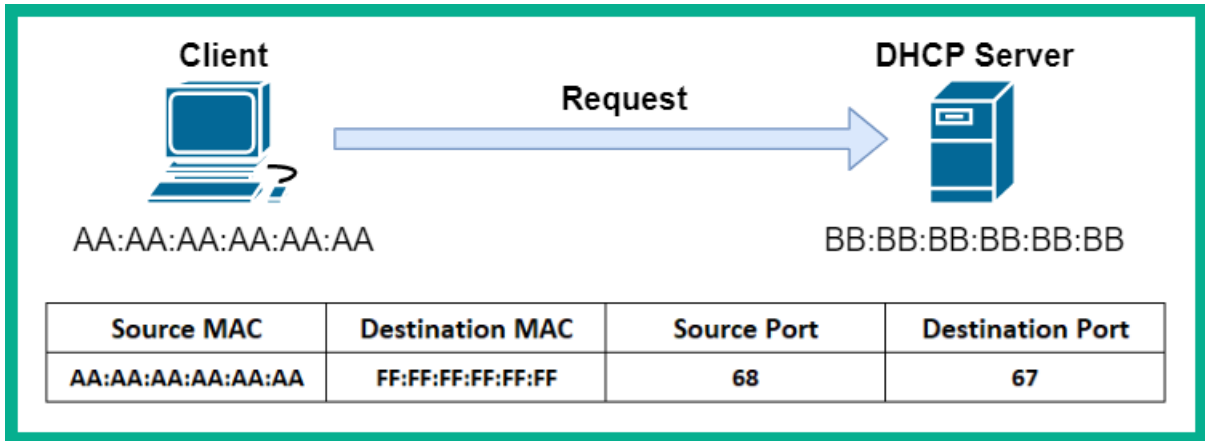 Client
DHCP Server
Request
?
AA:AA:AA:AA:AA:AA
BB:BB:BB:BB:BB:BB
Source MAC Destination MAC Source Port Destination Port
AA:AA:AA:AA:AA:AA FF:FF:FF:FF:FF:FF 68 67